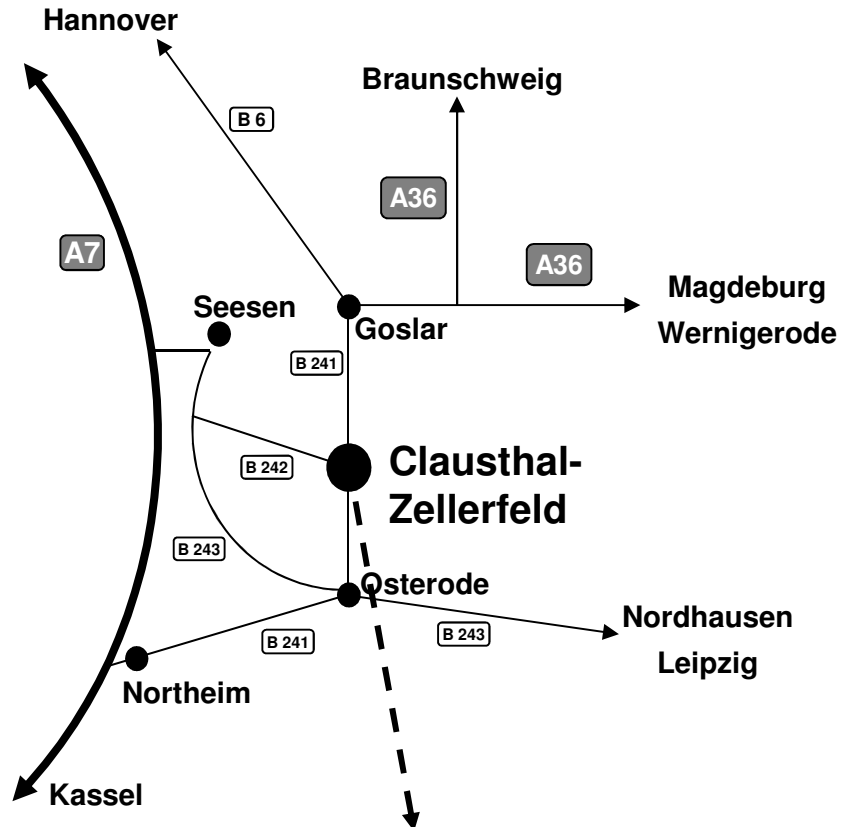 Hannover
Braunschweig
B 6
A36
A7
A36
Magdeburg
Wernigerode
Seesen
Goslar
B 241
Clausthal-
Zellerfeld
B 242
B 243
Osterode
Nordhausen
Leipzig
B 241
B 243
Northeim
Kassel